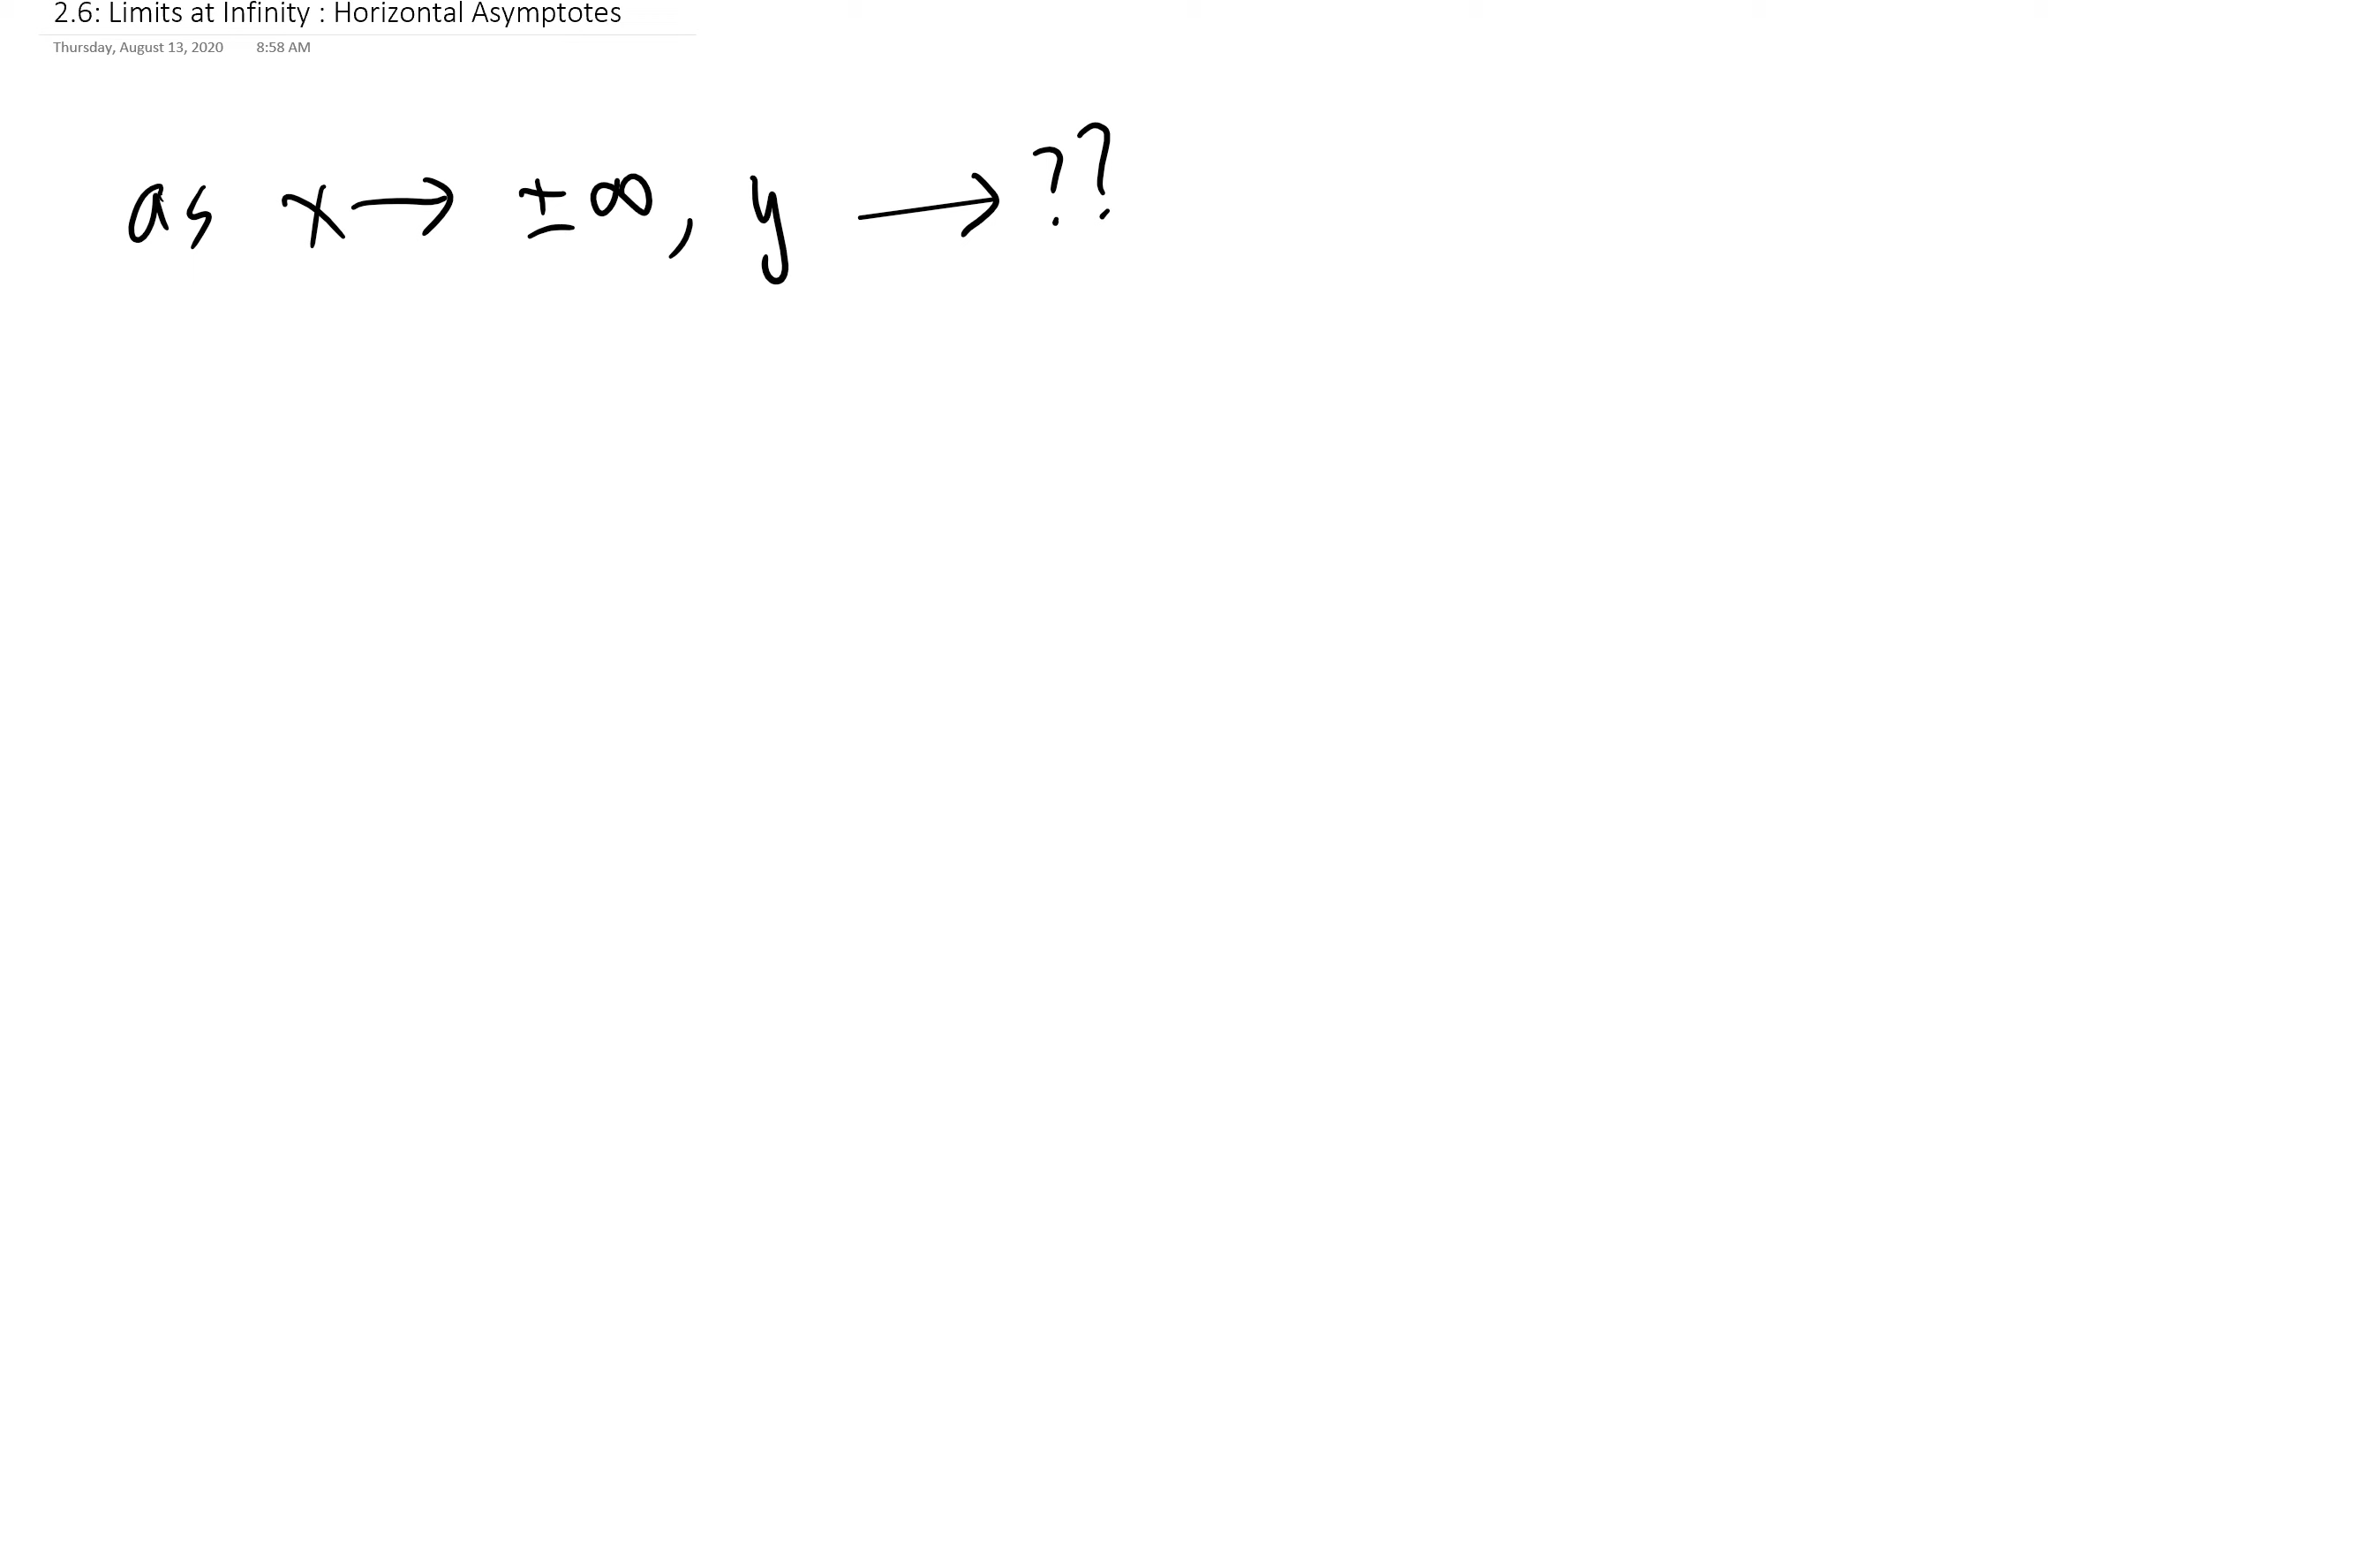 2.6: Limits at Infinity : Horizontal Asymptotes
Thursday, August 13, 2020 8:58 AM
as x → ±∞, y → ??